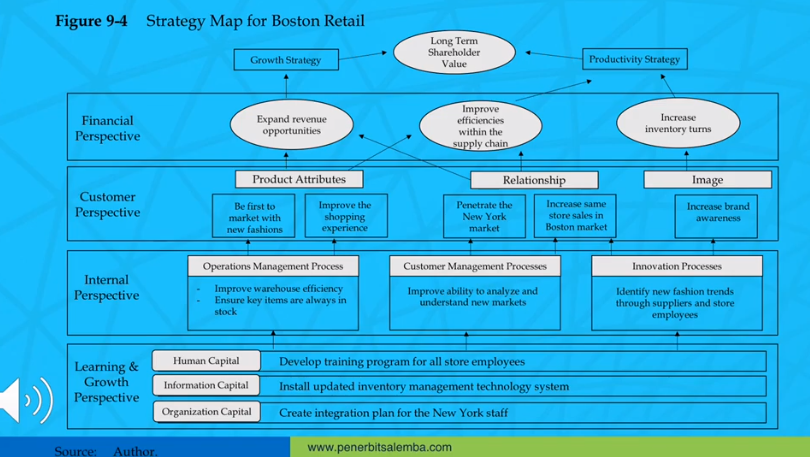 Figure 9-4 Strategy Map for Boston Retail
Long Term
Shareholder
Value
Growth Strategy
Productivity Strategy
Financial
Perspective
Expand revenue
opportunities
Improve
efficiencies
within the
supply chain
Increase
inventory turns
Customer
Perspective
Product Attributes
Relationship
Image
Be first to
market with
new fashions
Improve the
shopping
experience
Penetrate the
New York
market
Increase same
store sales in
Boston market
Increase brand
awareness
Internal
Perspective
Operations Management Process
- Improve warehouse efficiency
- Ensure key items are always in
stock
Customer Management Processes
Improve ability to analyze and
understand new markets
Innovation Processes
Identify new fashion trends
through suppliers and store
employees
Learning &
Growth
Perspective
Human Capital
Develop training program for all store employees
Information Capital
Install updated inventory management technology system
Organization Capital
Create integration plan for the New York staff
Source: Author.
www.penerbitsalemba.com